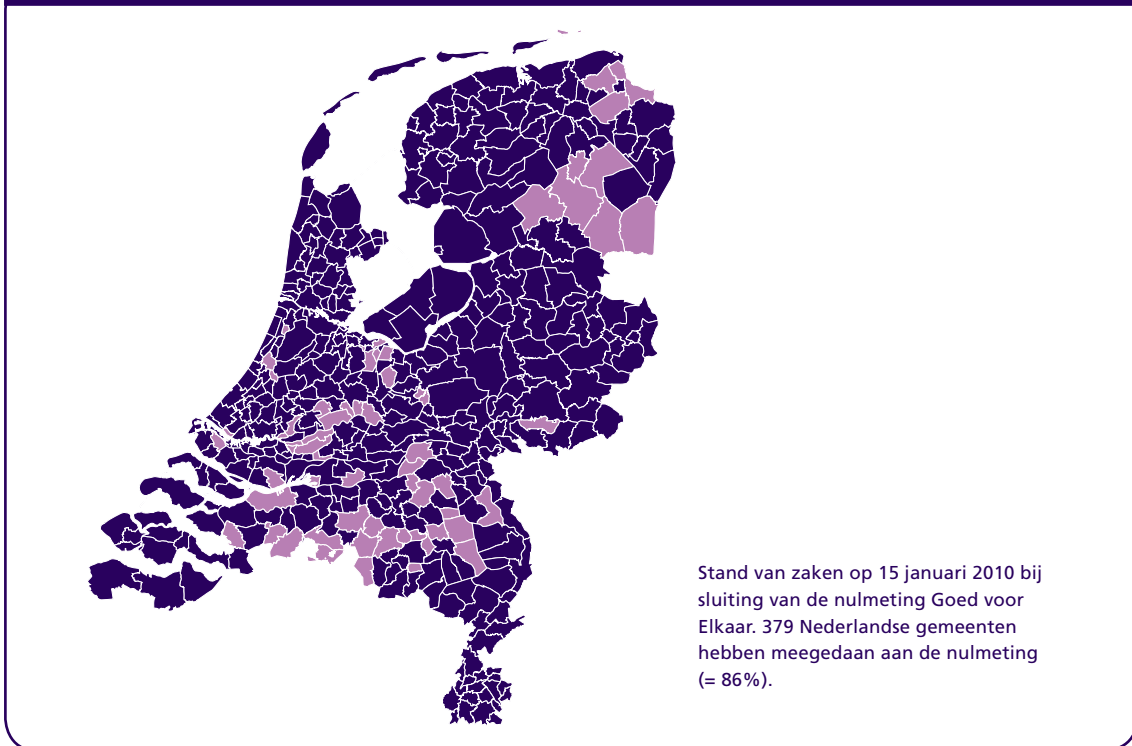 Stand van zaken op 15 januari 2010 bij
sluiting van de nulmeting Goed voor
Elkaar. 379 Nederlandse gemeenten
hebben meegedaan aan de nulmeting
(= 86%).